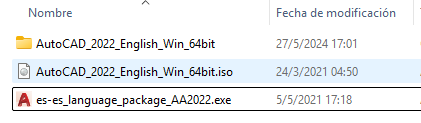 Nombre Fecha de modificación
AutoCAD_2022_English_Win_64bit 27/5/2024 17:01
AutoCAD_2022_English_Win_64bit.iso 24/3/2021 04:50
es-es_language_package_AA2022.exe 5/5/2021 17:18